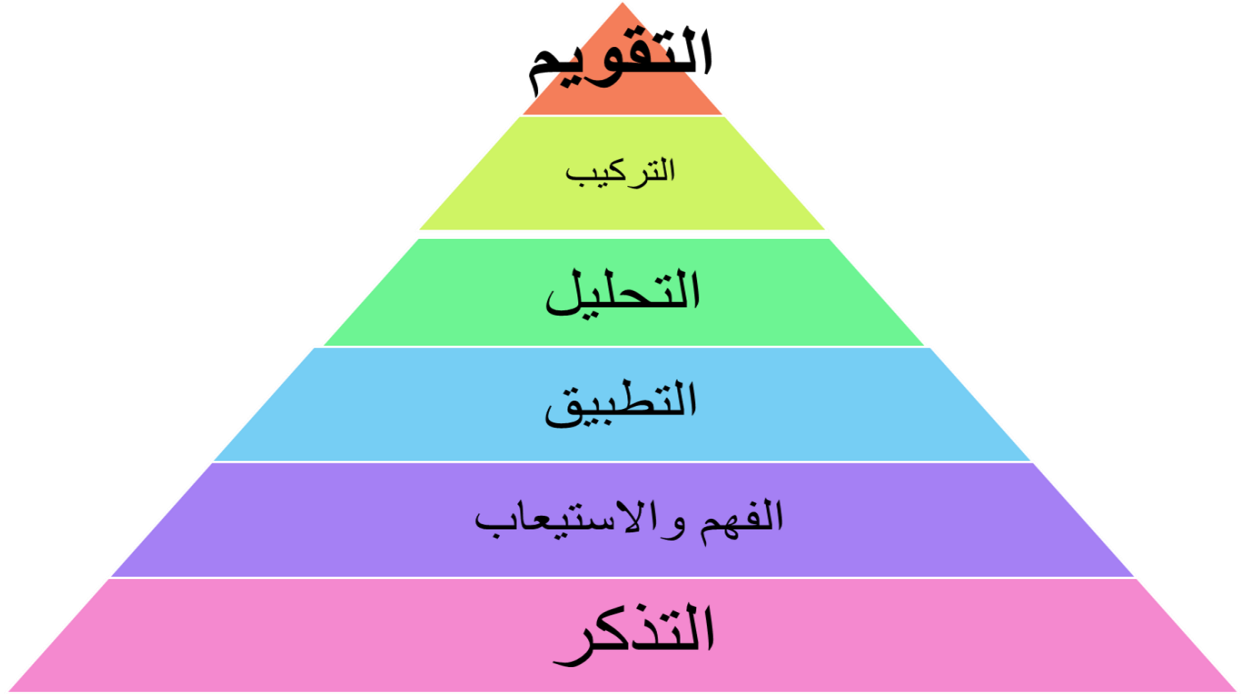 التقويم
التركيب
التحليل
التطبيق
الفهم والاستيعاب
التذكر